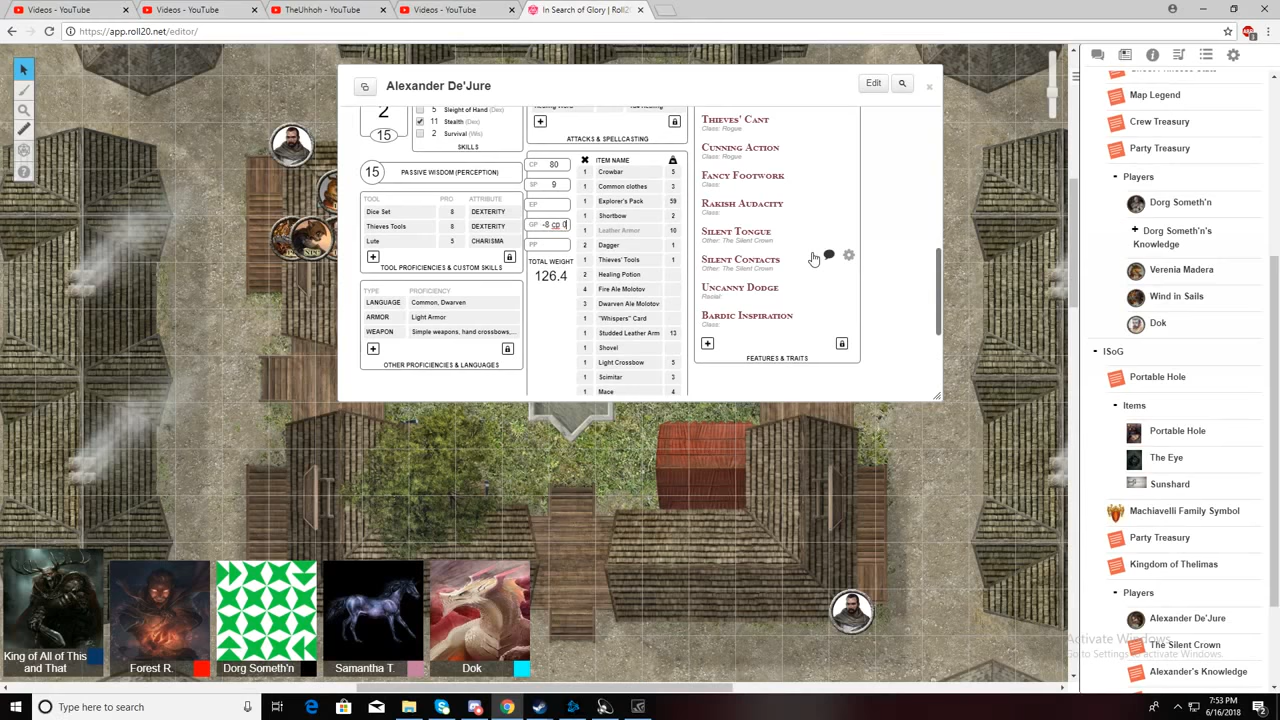 Videos - YouTube
Videos - YouTube
TheUhhoh - YouTube
Videos - YouTube
In Search of Glory | Roll2
https://app.roll20.net/editor/
Alexander De'Jure
Edit
2
15
5 Sleight of Hand (Dex)
11 Stealth (Dex)
2 Survival (Wis)
SKILLS
15 PASSIVE WISDOM (PERCEPTION)
TOOL PRO ATTRIBUTE
Dice Set 8 DEXTERITY
Thieves Tools 8 DEXTERITY
Lute 5 CHARISMA
TOOL PROFICIENCIES & CUSTOM SKILLS
TYPE PROFICIENCY
LANGUAGE Common, Dwarven
ARMOR Light Armor
WEAPON Simple weapons, hand crossbows,...
OTHER PROFICIENCIES & LANGUAGES
Healing Word
ATTACKS & SPELLCASTING
CP 80
SP 9
EP
GP -8 cp 0
PP
TOTAL WEIGHT
126.4
ITEM NAME
1 Crowbar 5
1 Common clothes 3
1 Explorer's Pack 59
1 Shortbow 2
1 Leather Armor 10
2 Dagger 1
1 Thieves' Tools 1
2 Healing Potion
4 Fire Ale Molotov
3 Dwarven Ale Molotov
1 "Whispers" Card
1 Studded Leather Arm 13
1 Shovel
1 Light Crossbow 5
1 Scimitar 3
1 Mace 4
THIEVES' CANT
Class: Rogue
CUNNING ACTION
Class: Rogue
FANCY FOOTWORK
Class:
RAKISH AUDACITY
Class:
SILENT TONGUE
Other: The Silent Crown
SILENT CONTACTS
Other: The Silent Crown
UNCANNY DODGE
Racial:
BARDIC INSPIRATION
Class:
FEATURES & TRAITS
Map Legend
Crew Treasury
Party Treasury
Players
Dorg Someth'n
Dorg Someth'n's
Knowledge
Verenia Madera
Wind in Sails
Dok
ISoG
Portable Hole
Items
Portable Hole
The Eye
Sunshard
Machiavelli Family Symbol
Party Treasury
Kingdom of Thelimas
Players
Alexander De'Jure
The Silent Crown
Alexander's Knowledge
Activate Windows
Go to Settings to activate Windows.
King of All of This
and That
Forest R.
Dorg Someth'n
Samantha T.
Dok
Type here to search
7:53 PM
6/16/2018